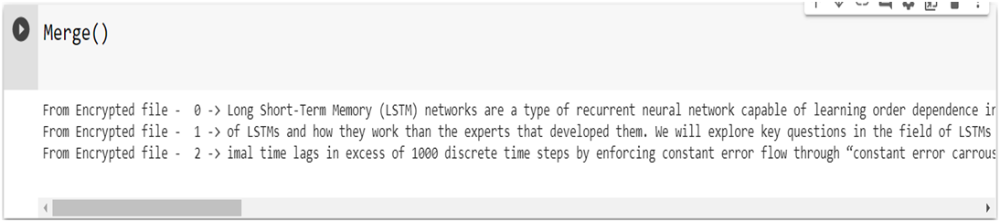 Merge()
From Encrypted file -  0 -> Long Short-Term Memory (LSTM) networks are a type of recurrent neural network capable of learning order dependence in
From Encrypted file -  1 -> of LSTMs and how they work than the experts that developed them. We will explore key questions in the field of LSTMs
From Encrypted file -  2 -> imal time lags in excess of 1000 discrete time steps by enforcing constant error flow through “constant error carrous